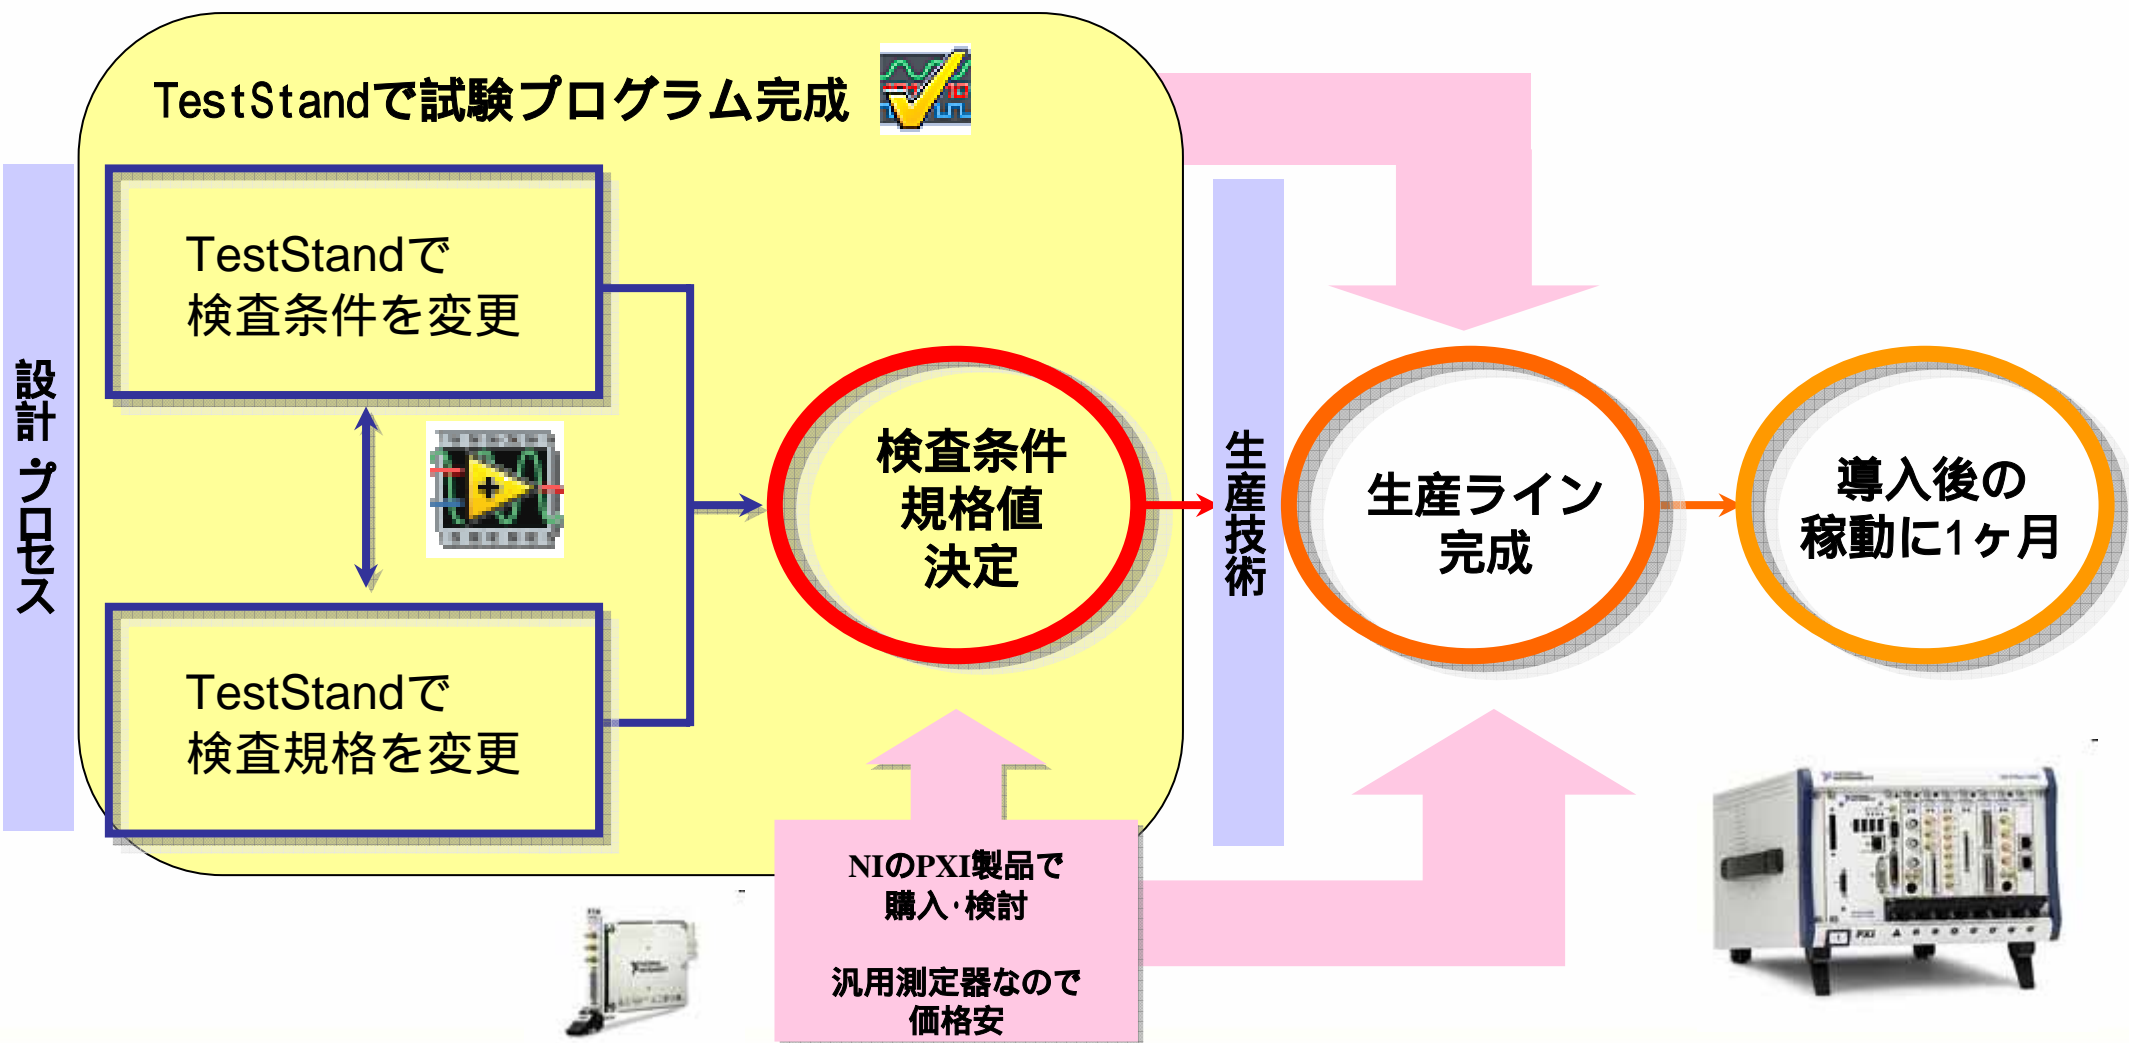 TestStandで試験プログラム完成
設計プロセス
TestStandで
検査条件を変更
TestStandで
検査規格を変更
検査条件
規格値
決定
生産技術
生産ライン
完成
導入後の
稼動に1ヶ月
NIのPXI製品で
購入・検討
汎用測定器なので
価格安
PXI